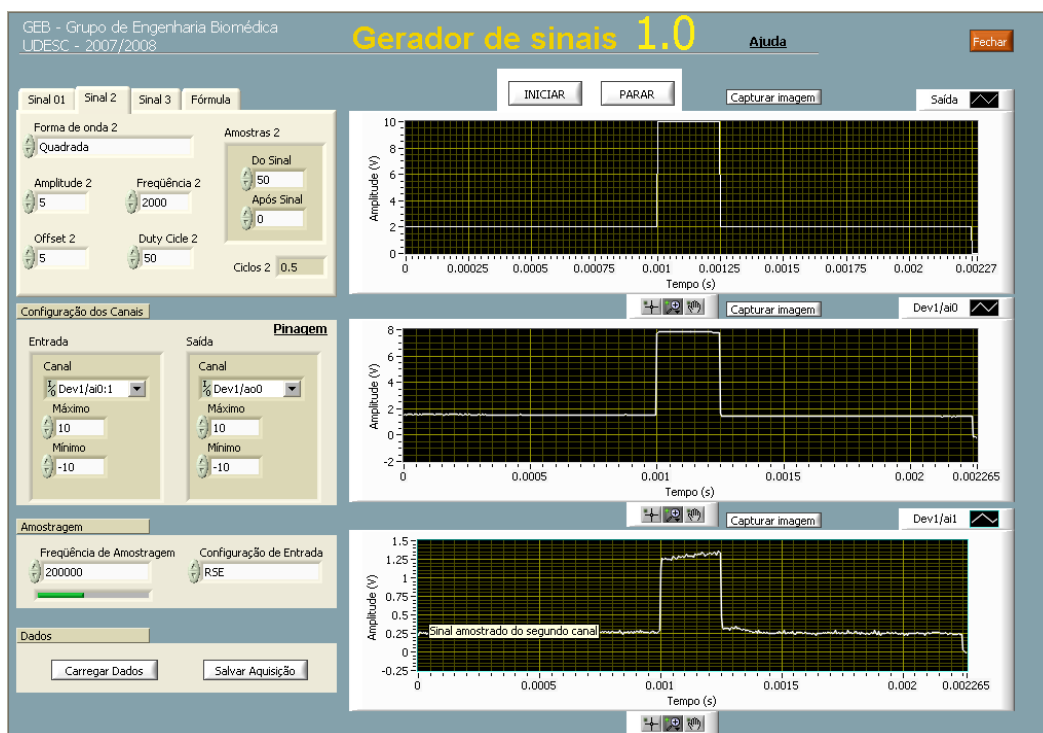 GEB - Grupo de Engenharia Biomédica
UDESC - 2007/2008
Gerador de sinais 1.0
Ajuda
Fechar
Sinal 01
Sinal 2
Sinal 3
Fórmula
Forma de onda 2
Quadrada
Amplitude 2
5
Freqüência 2
2000
Offset 2
5
Duty Cicle 2
50
Amostras 2
Do Sinal
50
Após Sinal
0
Ciclos 2 0.5
Configuração dos Canais
Pinagem
Entrada
Canal
I/O Dev1/ai0:1
Máximo
10
Mínimo
-10
Saída
Canal
I/O Dev1/ao0
Máximo
10
Mínimo
-10
Amostragem
Freqüência de Amostragem
200000
Configuração de Entrada
RSE
Dados
Carregar Dados
Salvar Aquisição
INICIAR
PARAR
Capturar imagem
Saída
Amplitude (V)
10
8
6
4
2
0
0 0.00025 0.0005 0.00075 0.001 0.00125 0.0015 0.00175 0.002 0.00227
Tempo (s)
Capturar imagem
Dev1/ai0
Amplitude (V)
8
6
4
2
0
-2
0 0.0005 0.001 0.0015 0.002 0.002265
Tempo (s)
Capturar imagem
Dev1/ai1
Amplitude (V)
1.5
1.25
1
0.75
0.5
0.25
0
-0.25
Sinal amostrado do segundo canal
0 0.0005 0.001 0.0015 0.002 0.002265
Tempo (s)